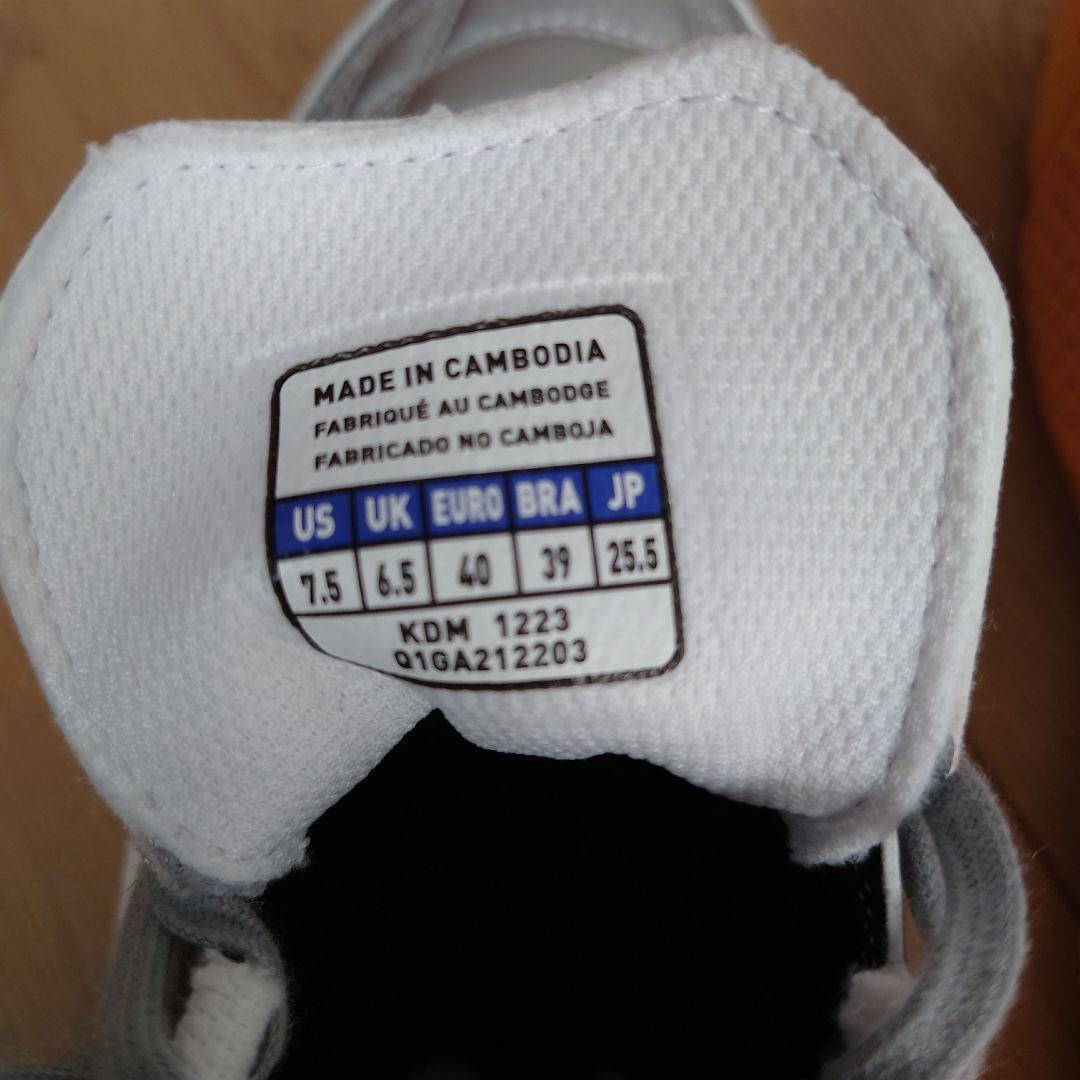 MADE IN CAMBODIA
FABRIQUÉ AU CAMBODGE
FABRICADO NO CAMBOJA
US UK EURO BRA JP
7.5 6.5 40 39 25.5
KDM 1223
Q1GA212203